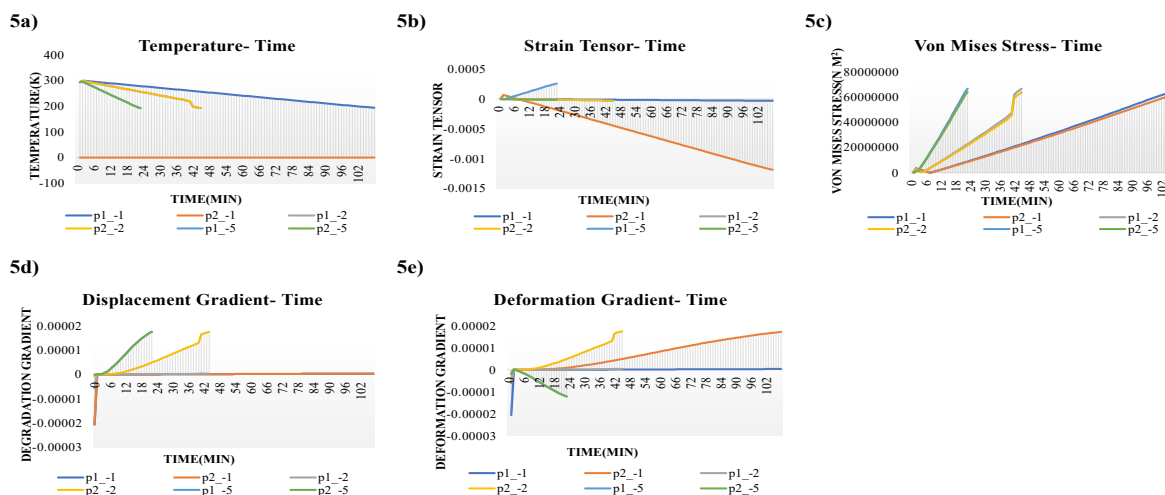 5a)
Temperature- Time
TEMPERATURE(K)
400
300
200
100
0
-100
0 6 12 18 24 30 36 42 48 54 60 66 72 78 84 90 96 102
TIME(MIN)
p1_-1 p2_-1 p1_-2
p2_-2 p1_-5 p2_-5
5b)
Strain Tensor- Time
STRAIN TENSOR
0.0005
0
-0.0005
-0.001
-0.0015
0 6 12 18 24 30 36 42 48 54 60 66 72 78 84 90 96 102
TIME(MIN)
p1_-1 p2_-1 p1_-2
p2_-2 p1_-5 p2_-5
5c)
Von Mises Stress- Time
VON MISES STRESS(N M²)
80000000
60000000
40000000
20000000
0
0 6 12 18 24 30 36 42 48 54 60 66 72 78 84 90 96 102
TIME(MIN)
p1_-1 p2_-1 p1_-2
p2_-2 p1_-5 p2_-5
5d)
Displacement Gradient- Time
DEGRADATION GRADIENT
0.00002
0.00001
0
-0.00001
-0.00002
-0.00003
0 6 12 18 24 30 36 42 48 54 60 66 72 78 84 90 96 102
TIME(MIN)
p1_-1 p2_-1 p1_-2
p2_-2 p1_-5 p2_-5
5e)
Deformation Gradient- Time
DEFORMATION GRADIENT
0.00002
0.00001
0
-0.00001
-0.00002
-0.00003
0 6 12 18 24 30 36 42 48 54 60 66 72 78 84 90 96 102
TIME(MIN)
p1_-1 p2_-1 p1_-2
p2_-2 p1_-5 p2_-5